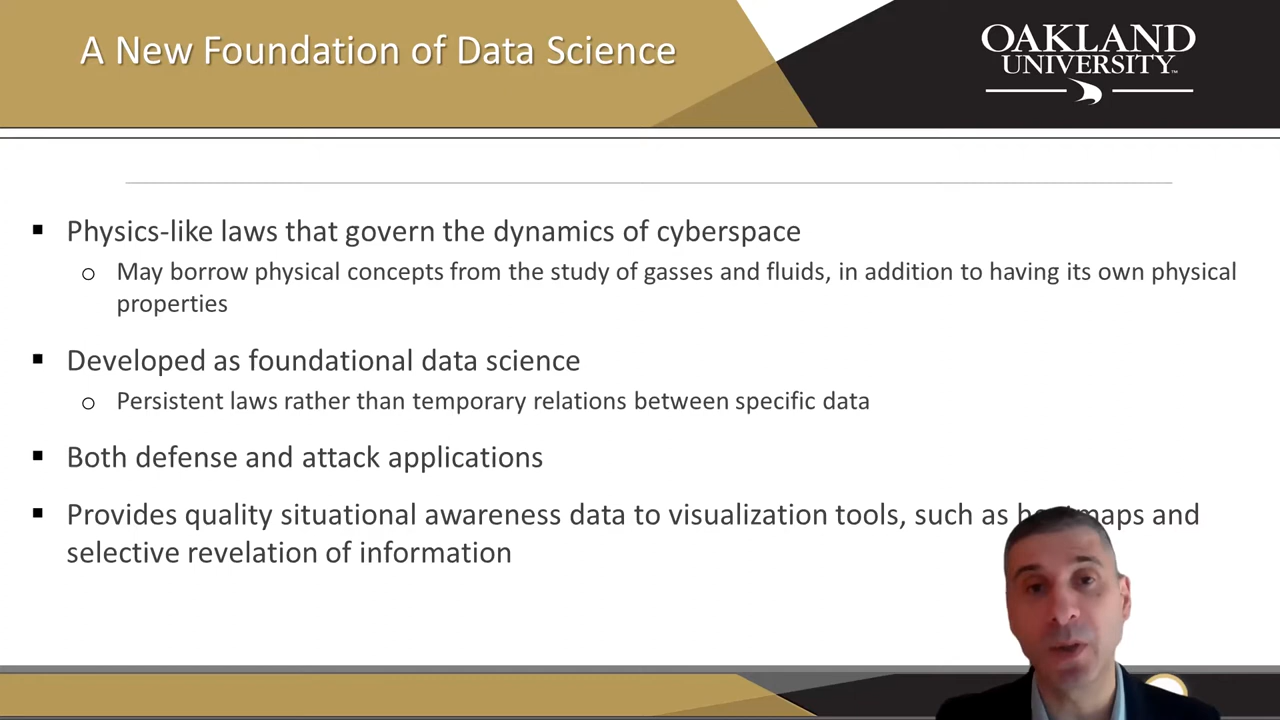 A New Foundation of Data Science
OAKLAND
UNIVERSITY™
▪ Physics-like laws that govern the dynamics of cyberspace
o May borrow physical concepts from the study of gasses and fluids, in addition to having its own physical
properties
▪ Developed as foundational data science
o Persistent laws rather than temporary relations between specific data
▪ Both defense and attack applications
▪ Provides quality situational awareness data to visualization tools, such as and
selective revelation of information